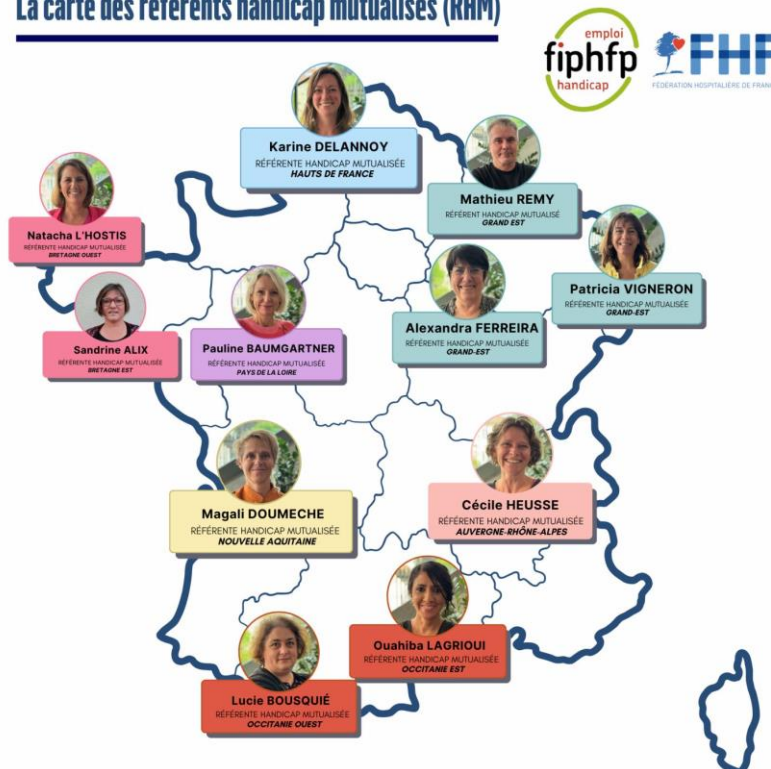 La carte des référents handicap mutualisés (RHM)
emploi
fiphfp
handicap
FHF
FÉDÉRATION HOSPITALIÈRE DE FRANCE
Karine DELANNOY
RÉFÉRENTE HANDICAP MUTUALISÉE
HAUTS DE FRANCE
Mathieu REMY
RÉFÉRENT HANDICAP MUTUALISÉ
GRAND EST
Natacha L'HOSTIS
RÉFÉRENTE HANDICAP MUTUALISÉE
BRETAGNE OUEST
Patricia VIGNERON
RÉFÉRENTE HANDICAP MUTUALISÉE
GRAND-EST
Alexandra FERREIRA
RÉFÉRENTE HANDICAP MUTUALISÉE
GRAND-EST
Sandrine ALIX
RÉFÉRENTE HANDICAP MUTUALISÉE
BRETAGNE EST
Pauline BAUMGARTNER
RÉFÉRENTE HANDICAP MUTUALISÉE
PAYS DE LA LOIRE
Magali DOUMECHE
RÉFÉRENTE HANDICAP MUTUALISÉE
NOUVELLE AQUITAINE
Cécile HEUSSE
RÉFÉRENTE HANDICAP MUTUALISÉE
AUVERGNE-RHÔNE-ALPES
Ouahiba LAGRIOUI
RÉFÉRENTE HANDICAP MUTUALISÉE
OCCITANIE EST
Lucie BOUSQUIÉ
RÉFÉRENTE HANDICAP MUTUALISÉE
OCCITANIE OUEST